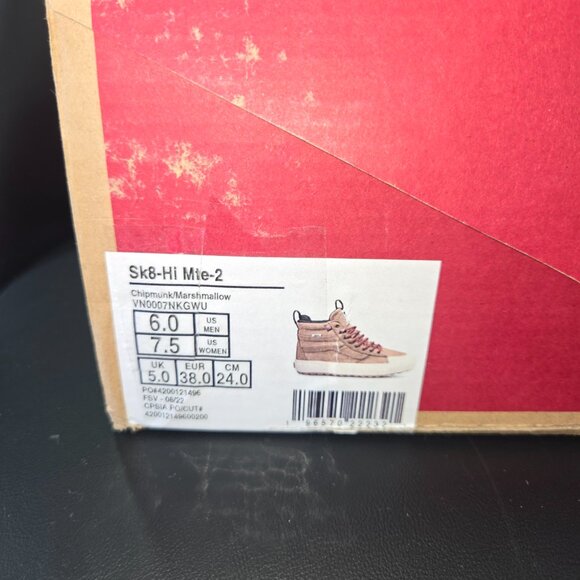 Sk8-Hi Mte-2
Chipmunk/Marshmallow
VN0007NKGWU
6.0 US MEN
7.5 US WOMEN
UK EUR CM
5.0 38.0 24.0
PO#4200121496
FSV - 08/22
CPSIA PO/CUT#
420012149600200